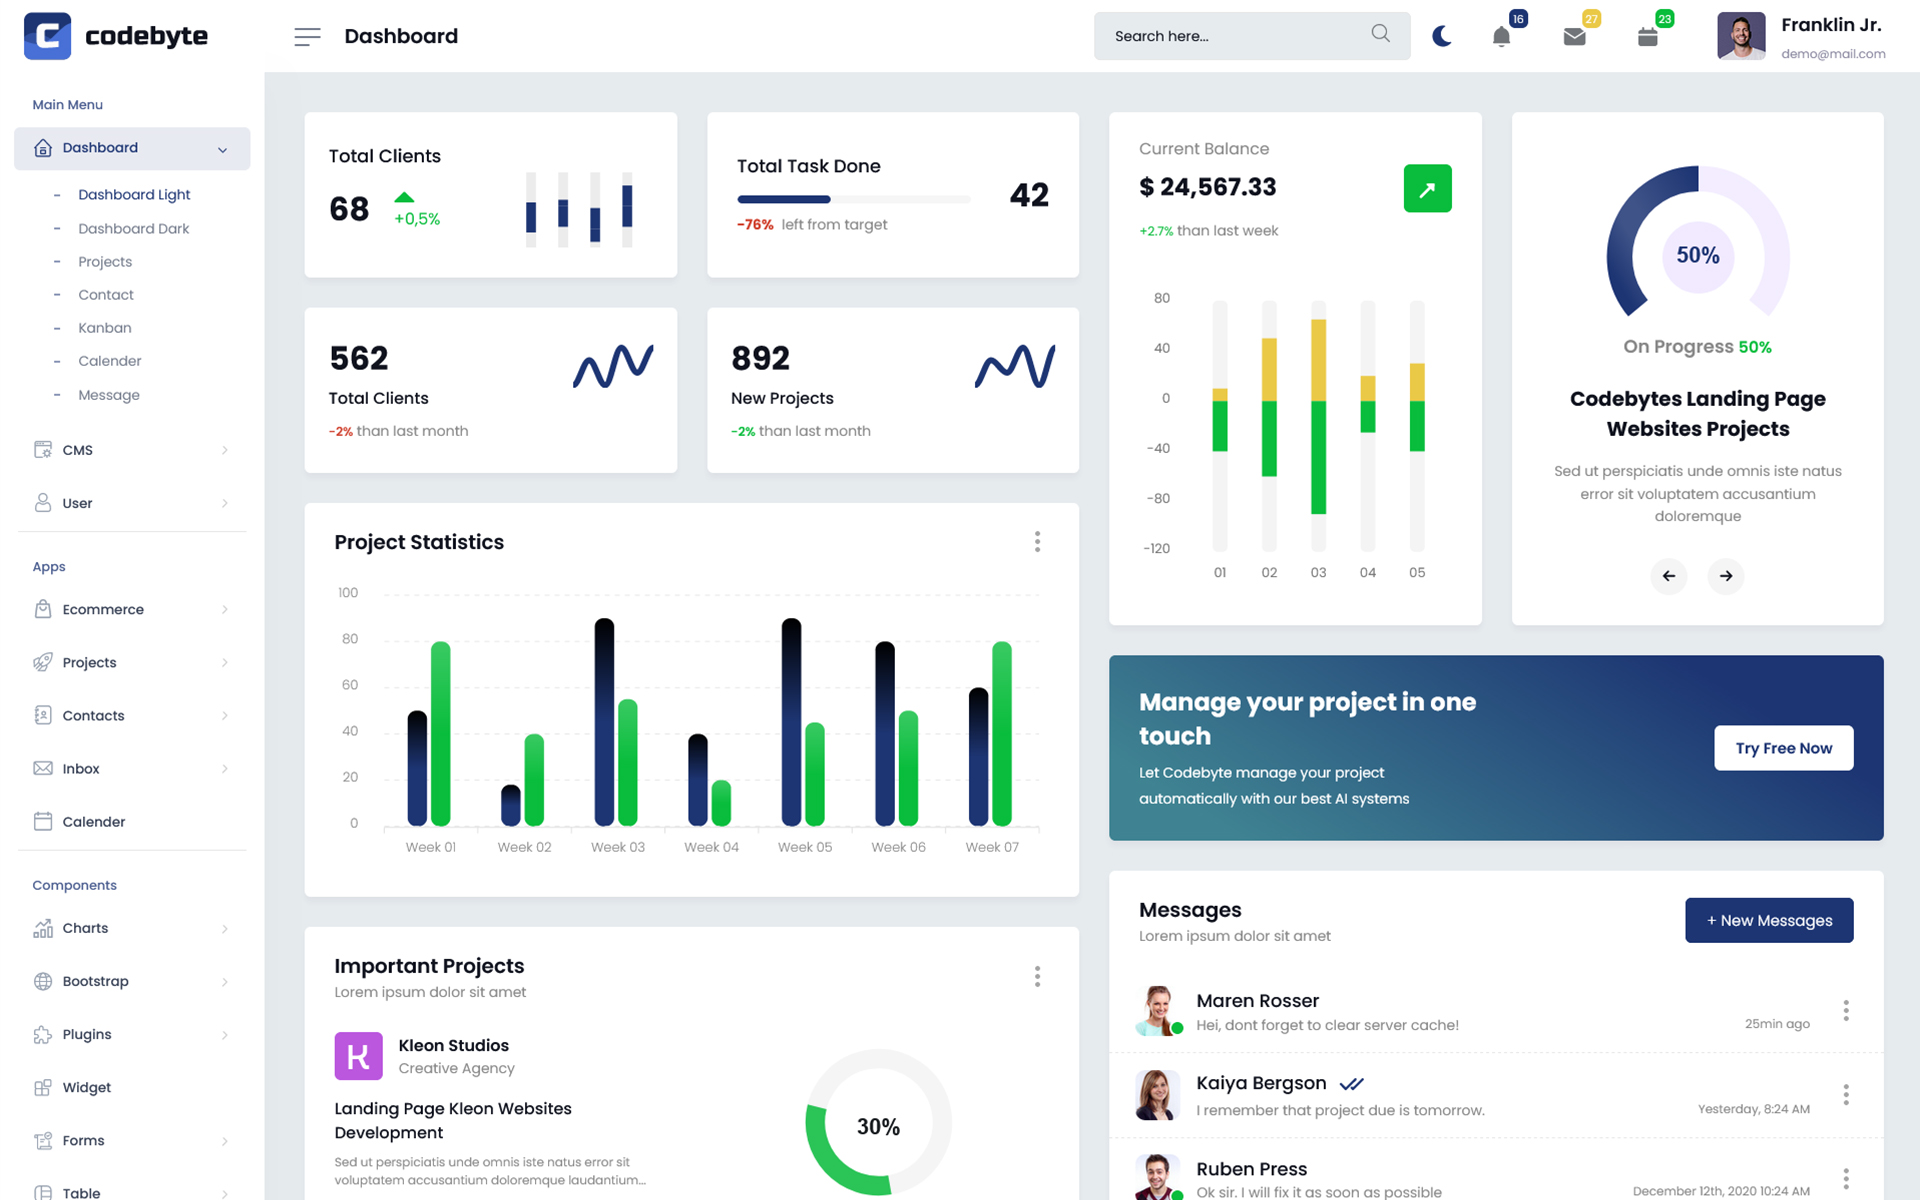 codebyte
Dashboard
Search here...
16
27
23
Franklin Jr.
demo@mail.com
Main Menu
Dashboard
- Dashboard Light
- Dashboard Dark
- Projects
- Contact
- Kanban
- Calender
- Message
CMS
User
Apps
Ecommerce
Projects
Contacts
Inbox
Calender
Components
Charts
Bootstrap
Plugins
Widget
Forms
Table
Total Clients
68
+0,5%
Total Task Done
42
-76% left from target
562
Total Clients
-2% than last month
892
New Projects
-2% than last month
Current Balance
$ 24,567.33
+2.7% than last week
80
40
0
-40
-80
-120
01 02 03 04 05
50%
On Progress 50%
Codebytes Landing Page
Websites Projects
Sed ut perspiciatis unde omnis iste natus
error sit voluptatem accusantium
doloremque
Project Statistics
100
80
60
40
20
0
Week 01 Week 02 Week 03 Week 04 Week 05 Week 06 Week 07
Manage your project in one
touch
Let Codebyte manage your project
automatically with our best AI systems
Try Free Now
Important Projects
Lorem ipsum dolor sit amet
K
Kleon Studios
Creative Agency
Landing Page Kleon Websites
Development
Sed ut perspiciatis unde omnis iste natus error sit
voluptatem accusantium doloremque laudantium...
30%
Messages
Lorem ipsum dolor sit amet
+ New Messages
Maren Rosser
Hei, dont forget to clear server cache!
25min ago
Kaiya Bergson
I remember that project due is tomorrow.
Yesterday, 8:24 AM
Ruben Press
Ok sir. I will fix it as soon as possible
December 12th, 2020 10:24 AM